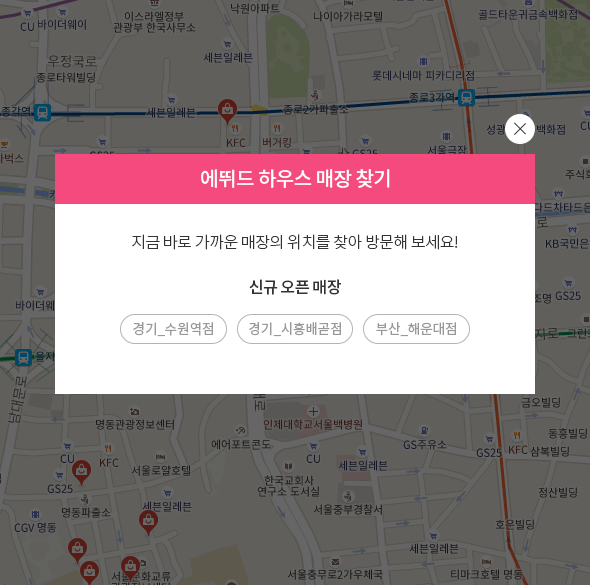 이스라엘정부
관광부 한국사무소
낙원아파트
나이아가라모텔
골드타운귀금속백화점
CU
바이더웨이
세븐일레븐
우정국로
종로타워빌딩
롯데시네마 피카디리점
종각역
세븐일레븐
종로2가파출소
종로3가역
KFC
버거킹
세븐일레븐
서울극장
에뛰드 하우스 매장 찾기
지금 바로 가까운 매장의 위치를 찾아 방문해 보세요!
신규 오픈 매장
경기_수원역점
경기_시흥배곧점
부산_해운대점
바이더웨이
GS25
KB국민은
남대문로
명동관광정보센터
인제대학교서울백병원
금오빌딩
에어포트콘도
GS주유소
동흥빌딩
CU
KFC
CU
GS25
KFC
삼복빌딩
서울로얄호텔
세븐일레븐
GS25
한국교회사
연구소 도서실
정산빌딩
명동파출소
세븐일레븐
서울중부경찰서
CGV 명동
호은빌딩
세븐일레븐
서울충무로2가우체국
티마크호텔 명동